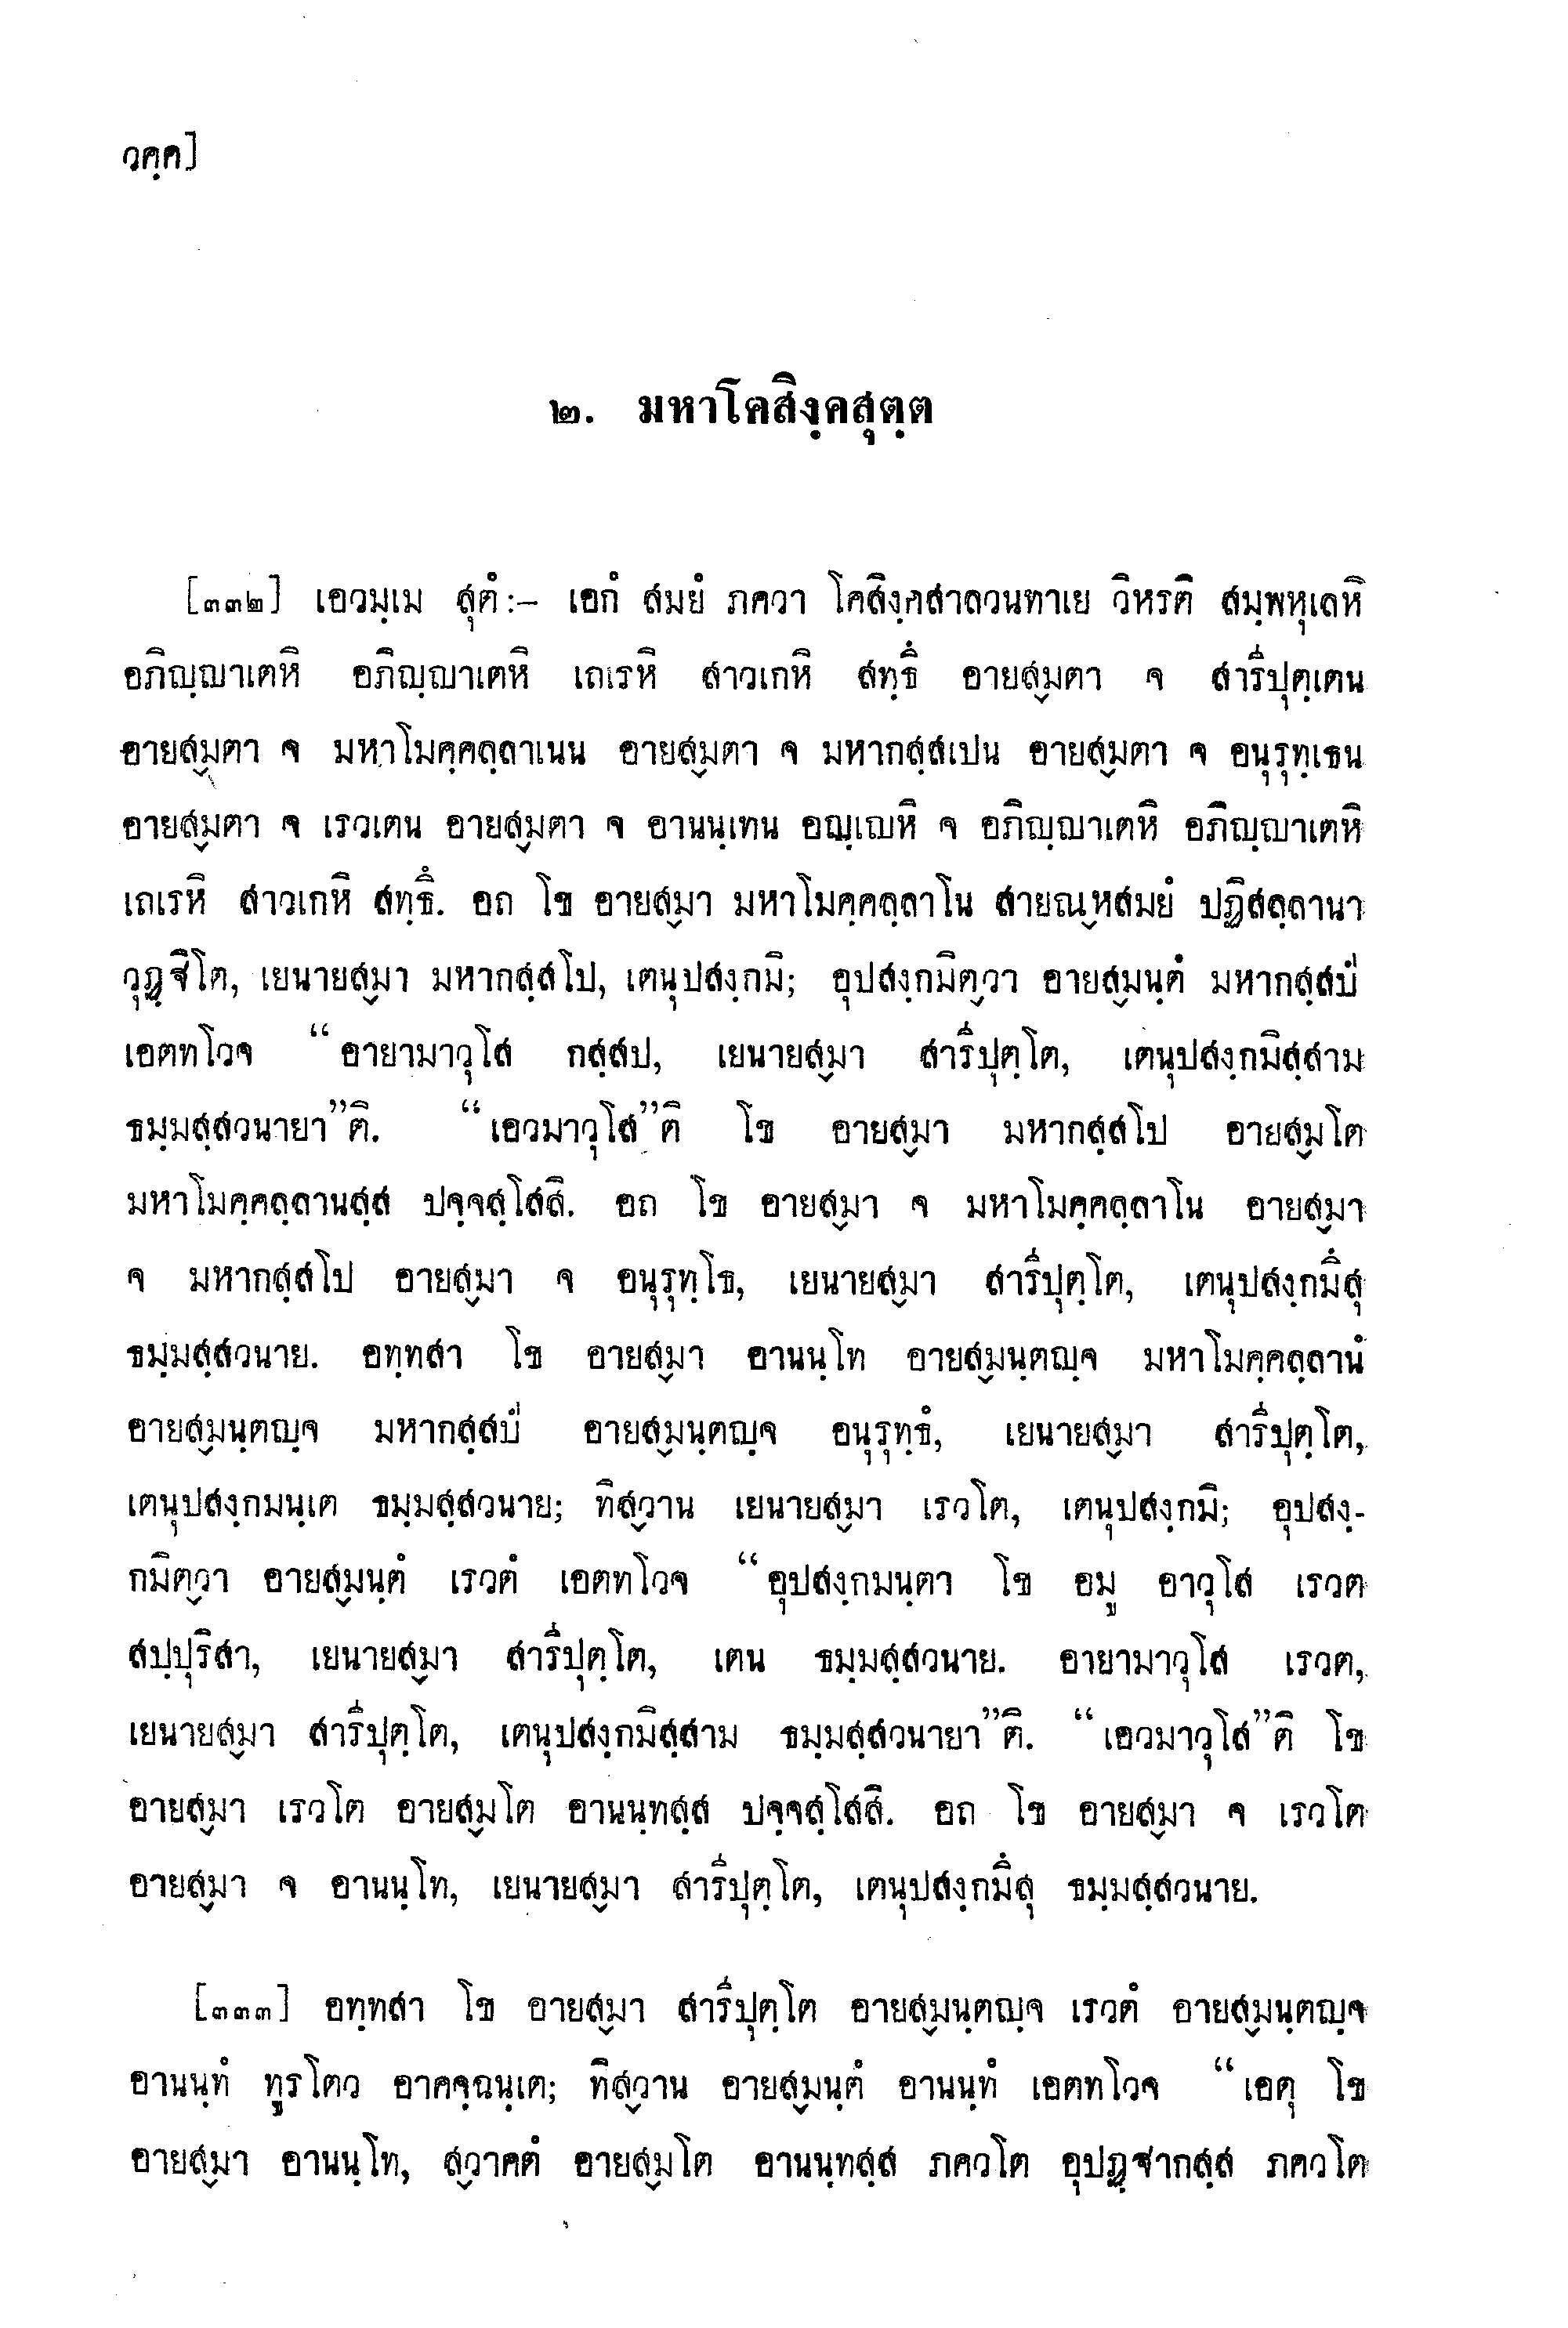 วคฺค]
๒. มหาโคสิงฺคสุตฺต
[๓๓๒] เอวมฺเม สุตํ :– เอกํ สมยํ ภควา โคสิงฺคสาลวนทาเย วิหรติ สมฺพหุเลหิ
อภิญฺญาเตหิ อภิญฺญาเตหิ เถเรหิ สาวเกหิ สทฺธึ อายสฺมตา จ สารีปุตฺเตน
อายสฺมตา จ มหาโมคฺคลฺลาเนน อายสฺมตา จ มหากสฺสเปน อายสฺมตา จ อนุรุทฺเธน
อายสฺมตา จ เรวเตน อายสฺมตา จ อานนฺเทน อญฺเญหิ จ อภิญฺญาเตหิ อภิญฺญาเตหิ
เถเรหิ สาวเกหิ สทฺธึ. อถ โข อายสฺมา มหาโมคฺคลฺลาโน สายณฺหสมยํ ปฏิสลฺลานา
วุฏฺฐิโต, เยนายสฺมา มหากสฺสโป, เตนุปสงฺกมิ; อุปสงฺกมิตฺวา อายสฺมนฺตํ มหากสฺสปํ
เอตทโวจ “อายามาวุโส กสฺสป, เยนายสฺมา สารีปุตฺโต, เตนุปสงฺกมิสฺสาม
ธมฺมสฺสวนายา”ติ. “เอวมาวุโส”ติ โข อายสฺมา มหากสฺสโป อายสฺมโต
มหาโมคฺคลฺลานสฺส ปจฺจสฺโสสิ. อถ โข อายสฺมา จ มหาโมคฺคลฺลาโน อายสฺมา
จ มหากสฺสโป อายสฺมา จ อนุรุทฺโธ, เยนายสฺมา สารีปุตฺโต, เตนุปสงฺกมึสุ
ธมฺมสฺสวนาย. อทฺทสา โข อายสฺมา อานนฺโท อายสฺมนฺตญฺจ มหาโมคฺคลฺลานํ
อายสฺมนฺตญฺจ มหากสฺสปํ อายสฺมนฺตญฺจ อนุรุทฺธํ, เยนายสฺมา สารีปุตฺโต,
เตนุปสงฺกมนฺเต ธมฺมสฺสวนาย; ทิสฺวาน เยนายสฺมา เรวโต, เตนุปสงฺกมิ; อุปสงฺ-
กมิตฺวา อายสฺมนฺตํ เรวตํ เอตทโวจ “อุปสงฺกมนฺตา โข อมู อาวุโส เรวต
สปฺปุริสา, เยนายสฺมา สารีปุตฺโต, เตน ธมฺมสฺสวนาย. อายามาวุโส เรวต,
เยนายสฺมา สารีปุตฺโต, เตนุปสงฺกมิสฺสาม ธมฺมสฺสวนายา”ติ. “เอวมาวุโส”ติ โข
อายสฺมา เรวโต อายสฺมโต อานนฺทสฺส ปจฺจสฺโสสิ. อถ โข อายสฺมา จ เรวโต
อายสฺมา จ อานนฺโท, เยนายสฺมา สารีปุตฺโต, เตนุปสงฺกมึสุ ธมฺมสฺสวนาย.
[๓๓๓] อทฺทสา โข อายสฺมา สารีปุตฺโต อายสฺมนฺตญฺจ เรวตํ อายสฺมนฺตญฺจ
อานนฺทํ ทูรโตว อาคจฺฉนฺเต; ทิสฺวาน อายสฺมนฺตํ อานนฺทํ เอตทโวจ “เอตุ โข
อายสฺมา อานนฺโท, สฺวาคตํ อายสฺมโต อานนฺทสฺส ภควโต อุปฏฺฐากสฺส ภควโต